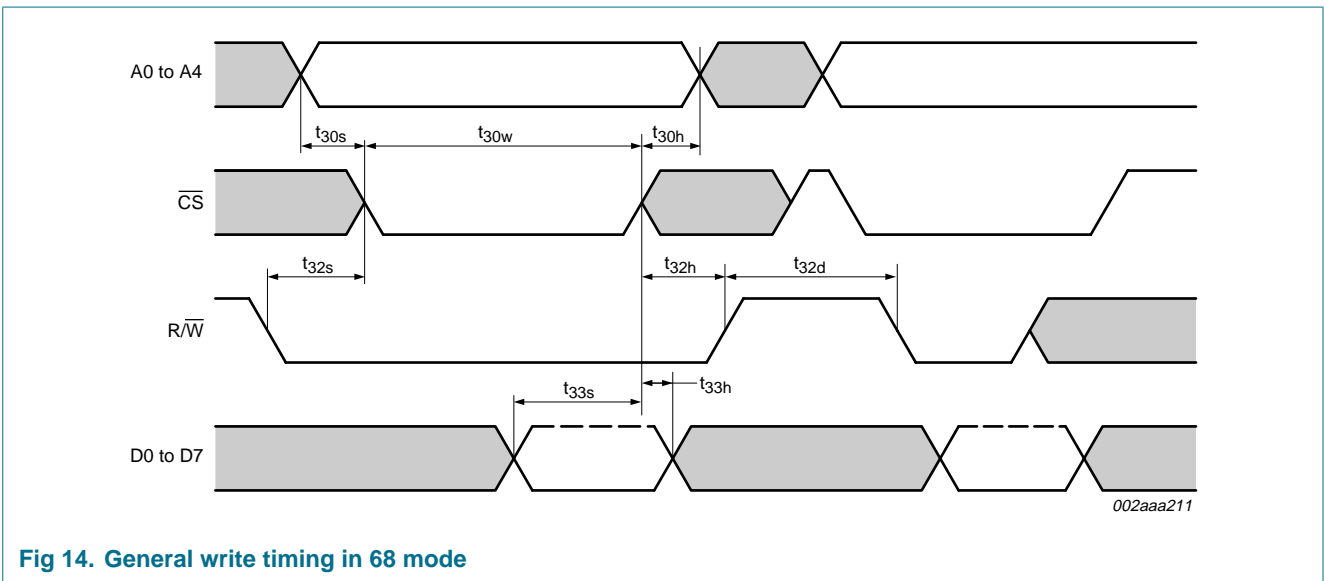 A0 to A4
t30s
t30w
t30h
CS
t32s
t32h
t32d
R/W
t33s
t33h
D0 to D7
002aaa211
Fig 14. General write timing in 68 mode